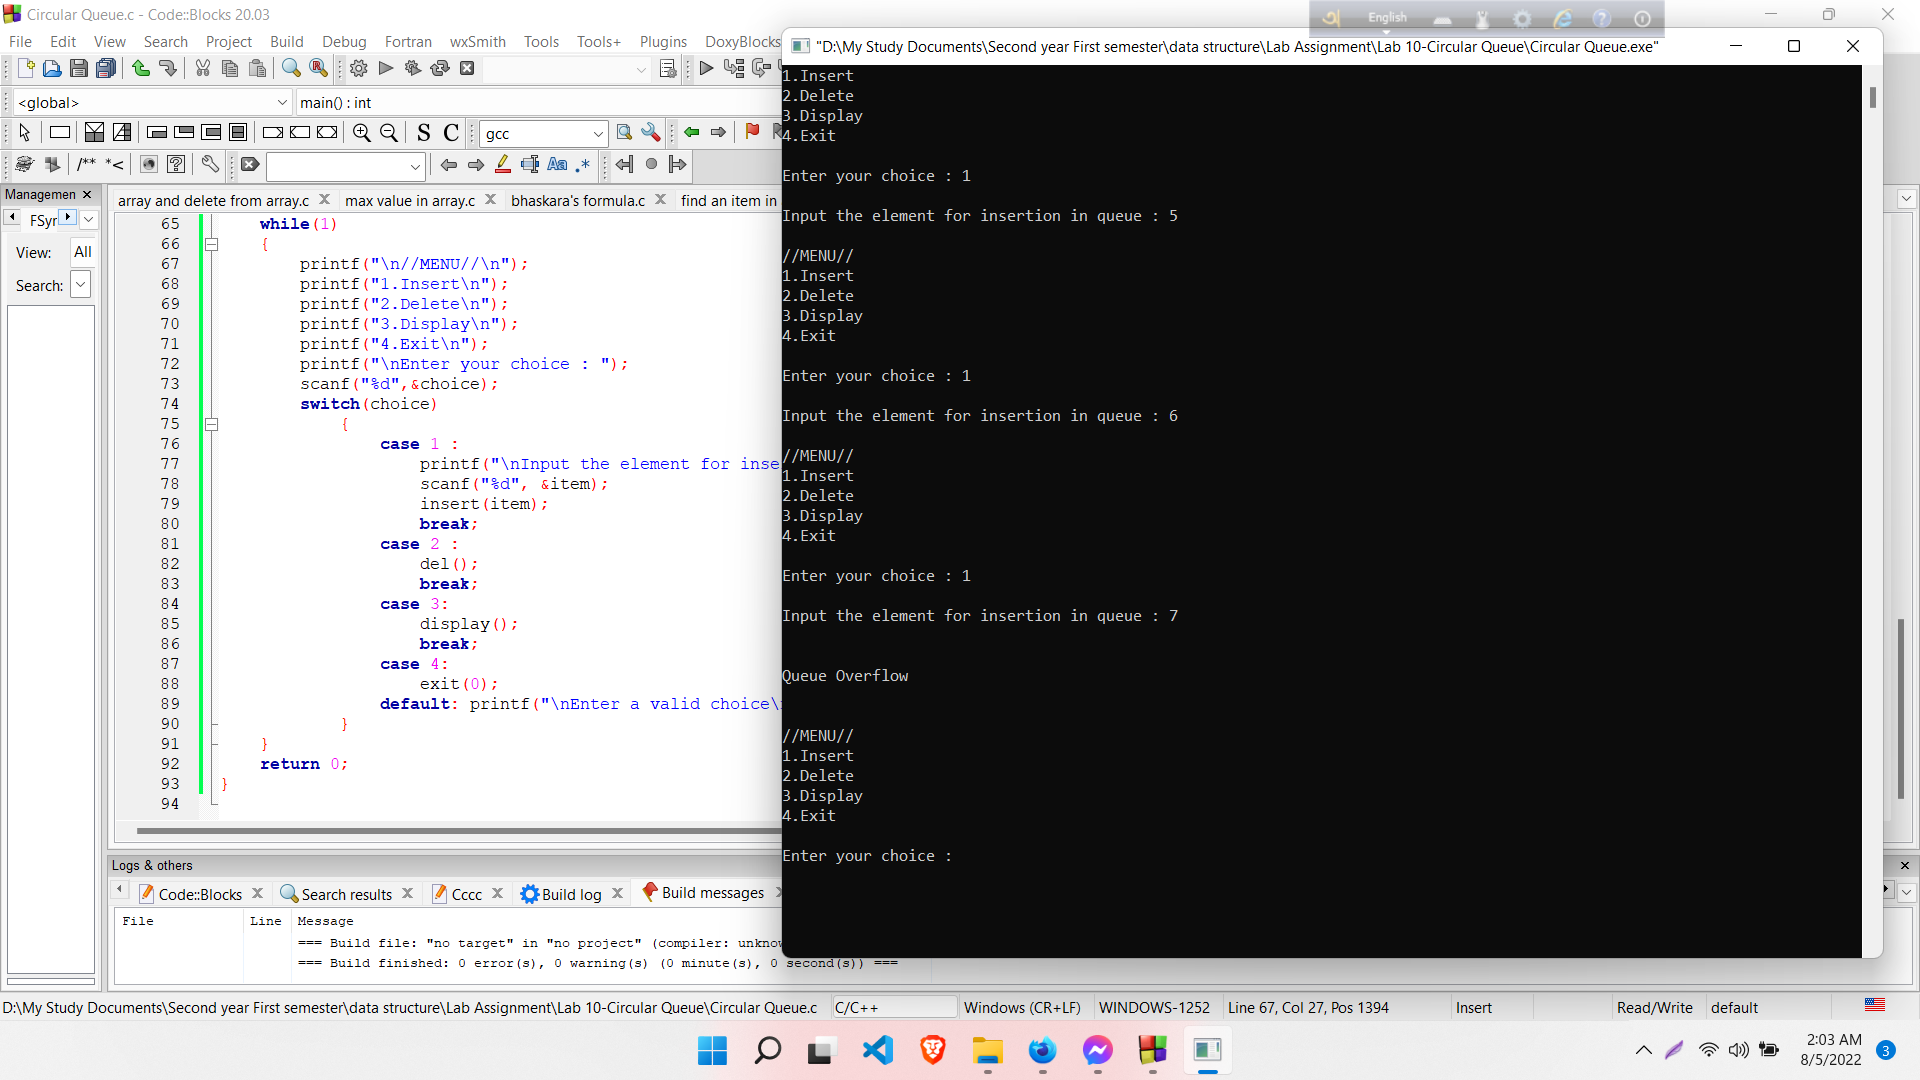 Circular Queue.c - Code::Blocks 20.03
English
File Edit View Search Project Build Debug Fortran wxSmith Tools Tools+ Plugins DoxyBlocks
<global>
main() : int
S C
gcc
/** *<
Aa .*
Managemen
FSyr
View: All
Search:
array and delete from array.c
max value in array.c
bhaskara's formula.c
find an item in
65 while(1)
66 {
67 printf("\n//MENU//\n");
68 printf("1.Insert\n");
69 printf("2.Delete\n");
70 printf("3.Display\n");
71 printf("4.Exit\n");
72 printf("\nEnter your choice : ");
73 scanf("%d",&choice);
74 switch(choice)
75 {
76 case 1 :
77 printf("\nInput the element for inse
78 scanf("%d", &item);
79 insert(item);
80 break;
81 case 2 :
82 del();
83 break;
84 case 3:
85 display();
86 break;
87 case 4:
88 exit(0);
89 default: printf("\nEnter a valid choice\
90 }
91 }
92 return 0;
93 }
94
"D:\My Study Documents\Second year First semester\data structure\Lab Assignment\Lab 10-Circular Queue\Circular Queue.exe"
1.Insert
2.Delete
3.Display
4.Exit
Enter your choice : 1
Input the element for insertion in queue : 5
//MENU//
1.Insert
2.Delete
3.Display
4.Exit
Enter your choice : 1
Input the element for insertion in queue : 6
//MENU//
1.Insert
2.Delete
3.Display
4.Exit
Enter your choice : 1
Input the element for insertion in queue : 7
Queue Overflow
//MENU//
1.Insert
2.Delete
3.Display
4.Exit
Enter your choice :
Logs & others
Code::Blocks
Search results
Cccc
Build log
Build messages
File Line Message
=== Build file: "no target" in "no project" (compiler: unknow
=== Build finished: 0 error(s), 0 warning(s) (0 minute(s), 0 second(s)) ===
D:\My Study Documents\Second year First semester\data structure\Lab Assignment\Lab 10-Circular Queue\Circular Queue.c
C/C++
Windows (CR+LF)
WINDOWS-1252
Line 67, Col 27, Pos 1394
Insert
Read/Write
default
2:03 AM
8/5/2022
3